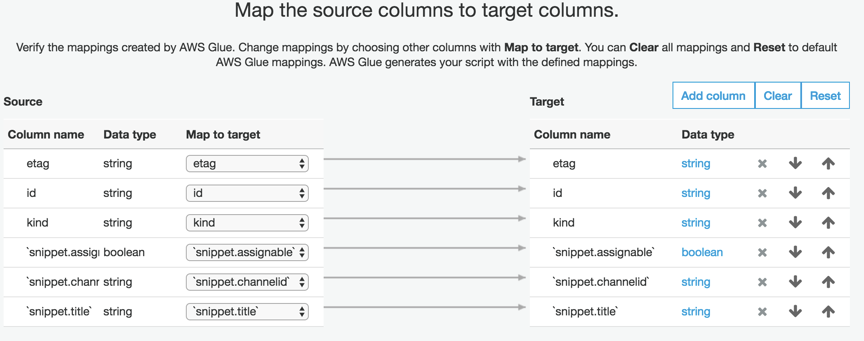 Map the source columns to target columns.
Verify the mappings created by AWS Glue. Change mappings by choosing other columns with Map to target. You can Clear all mappings and Reset to default
AWS Glue mappings. AWS Glue generates your script with the defined mappings.
Source Target Add column Clear Reset
Column name Data type Map to target Column name Data type
etag string etag etag string
id string id id string
kind string kind kind string
`snippet.assig boolean `snippet.assignable` `snippet.assignable` boolean
`snippet.chanr string `snippet.channelid` `snippet.channelid` string
`snippet.title` string `snippet.title` `snippet.title` string